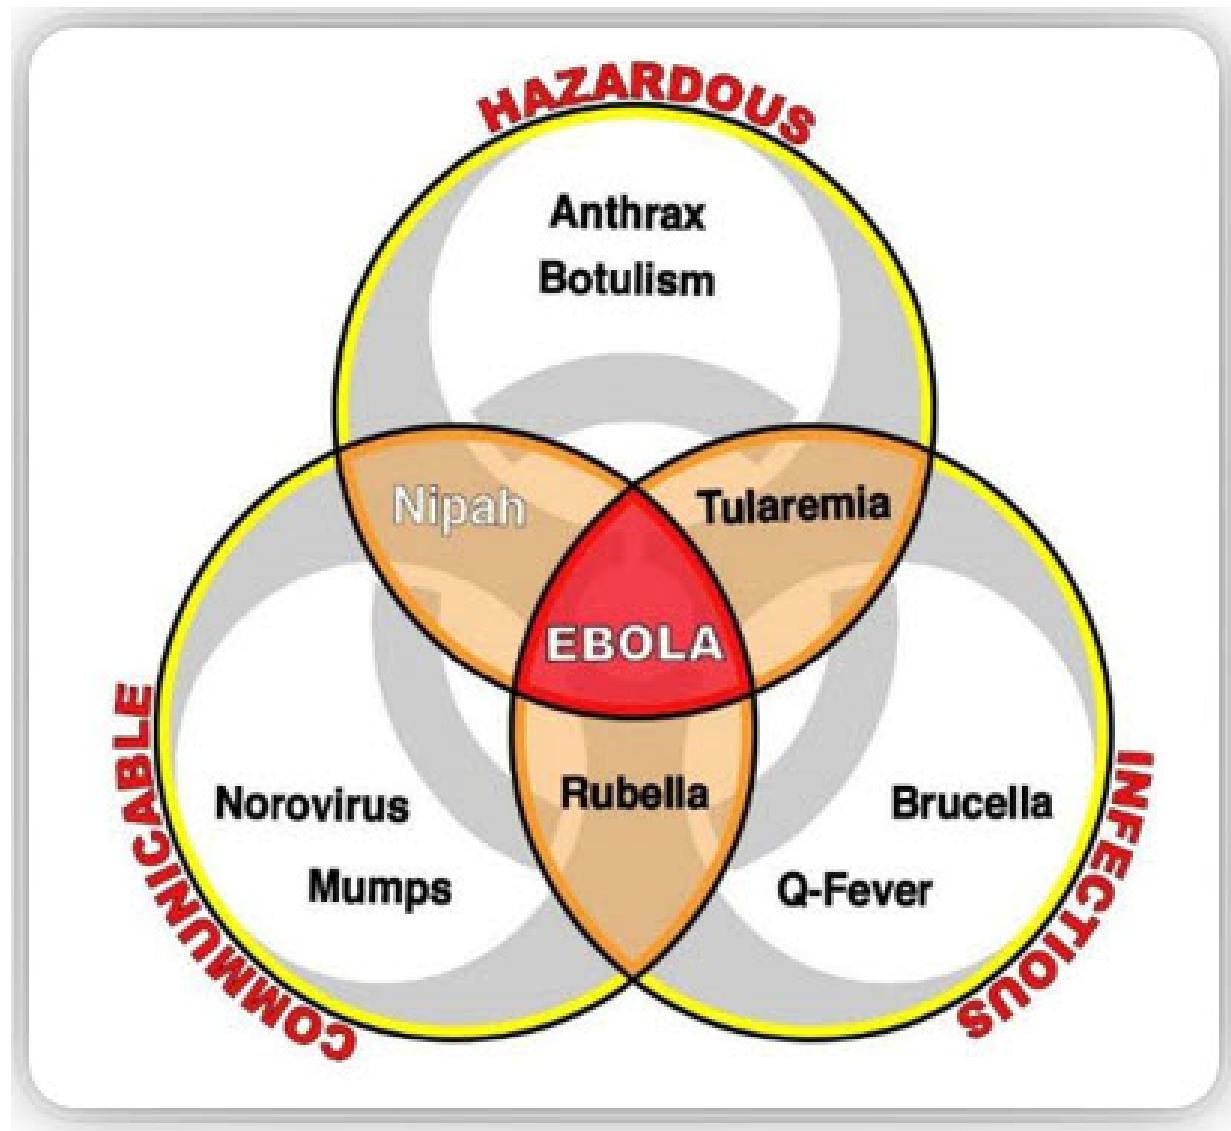 HAZARDOUS
Anthrax
Botulism
Nipah
Tularemia
EBOLA
COMMUNICABLE
Norovirus
Mumps
Rubella
Brucella
Q-Fever
INFECTIOUS